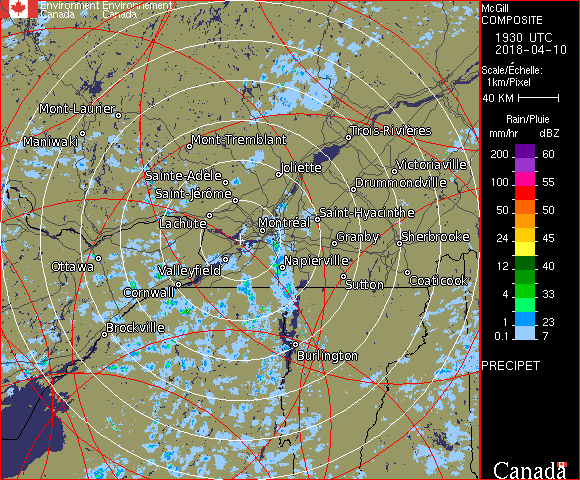 Environment Environnement
Canada Canada
McGill
COMPOSITE
1930 UTC
2018-04-10
Scale/Échelle:
1km/Pixel
40 KM
Rain/Pluie
mm/hr dBZ
200 60
100 55
50 50
24 45
12 40
4 33
1 23
0.1 7
PRECIPET
Canada
Mont-Laurier
Maniwaki
Mont-Tremblant
Trois-Rivières
Sainte-Adèle
Joliette
Victoriaville
Saint-Jérôme
Drummondville
Lachute
Montréal
Saint-Hyacinthe
Granby
Sherbrooke
Ottawa
Valleyfield
Napierville
Cornwall
Sutton
Coaticook
Brockville
Burlington